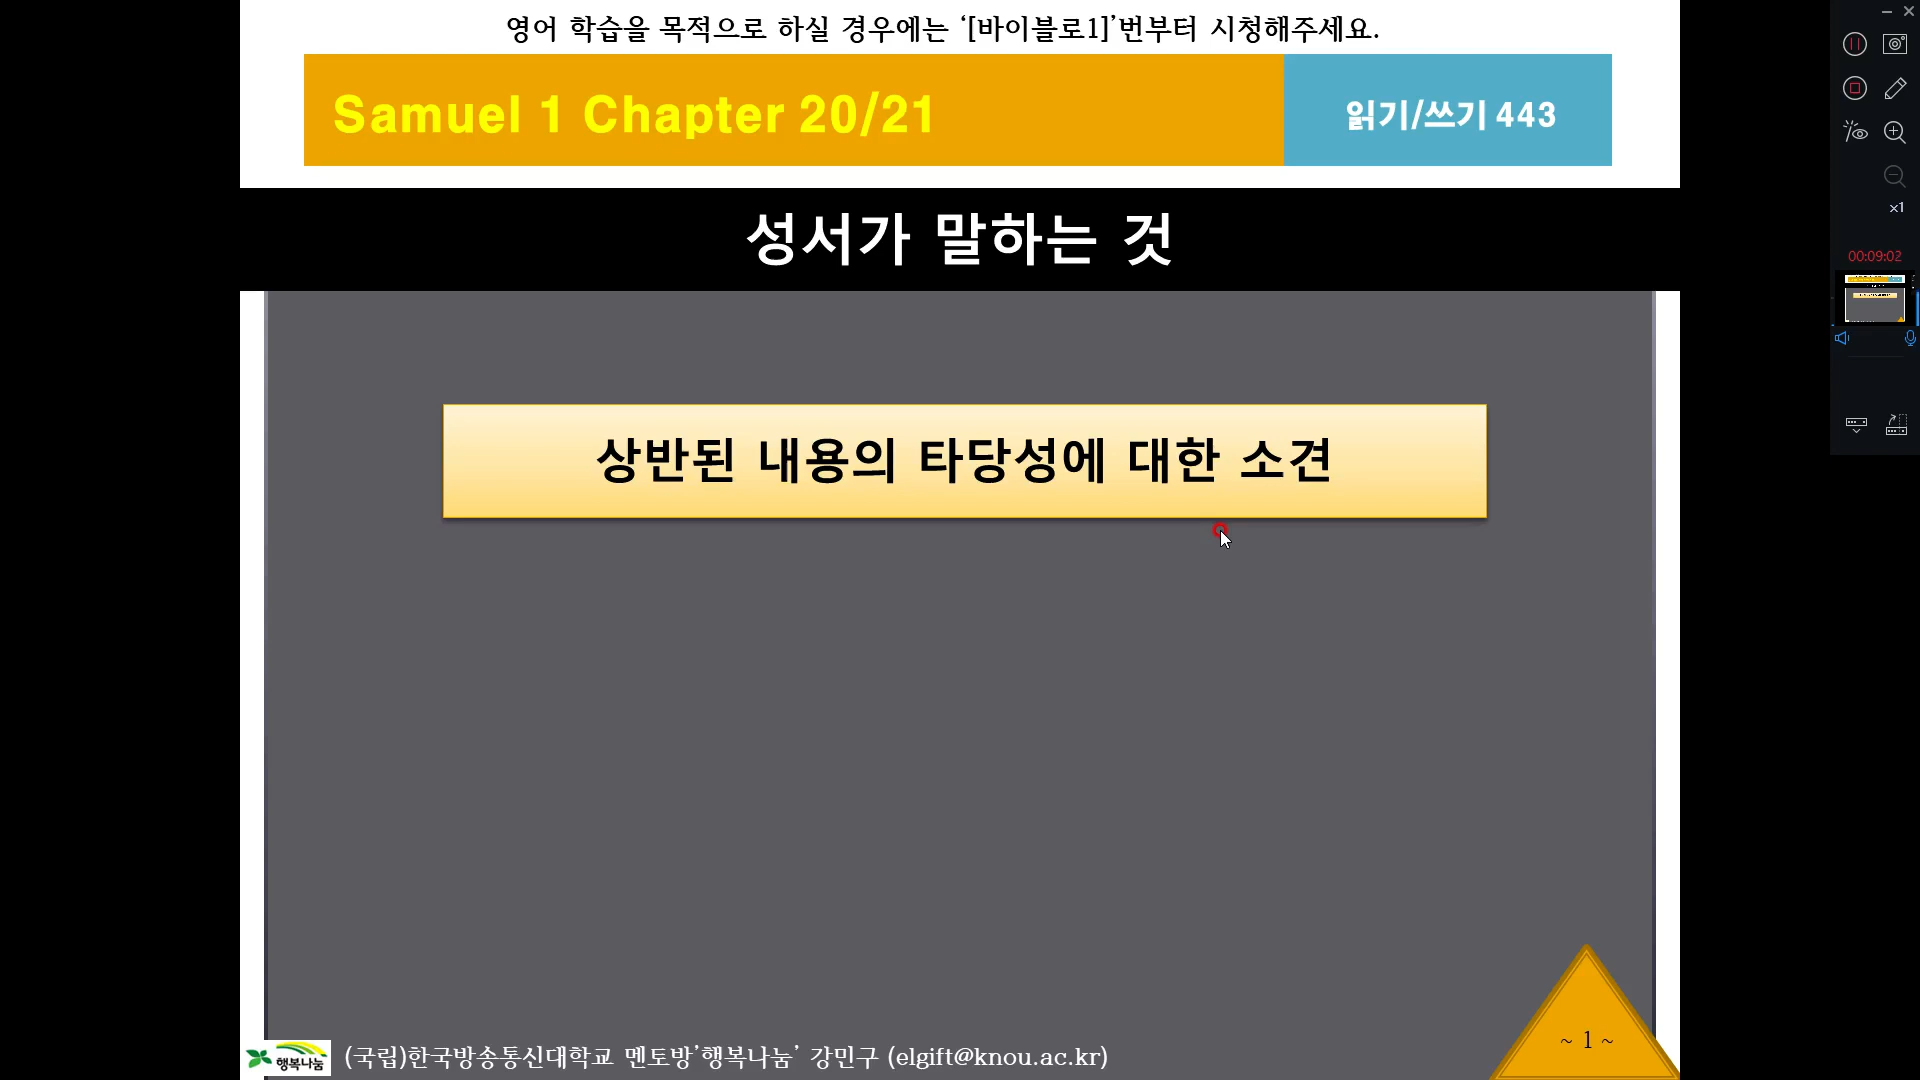 영어 학습을 목적으로 하실 경우에는 ‘[바이블로1]’번부터 시청해주세요.
Samuel 1 Chapter 20/21
읽기/쓰기 443
성서가 말하는 것
상반된 내용의 타당성에 대한 소견
x1
00:09:02
~ 1 ~
행복나눔
(국립)한국방송통신대학교 멘토방’행복나눔’ 강민구 (elgift@knou.ac.kr)